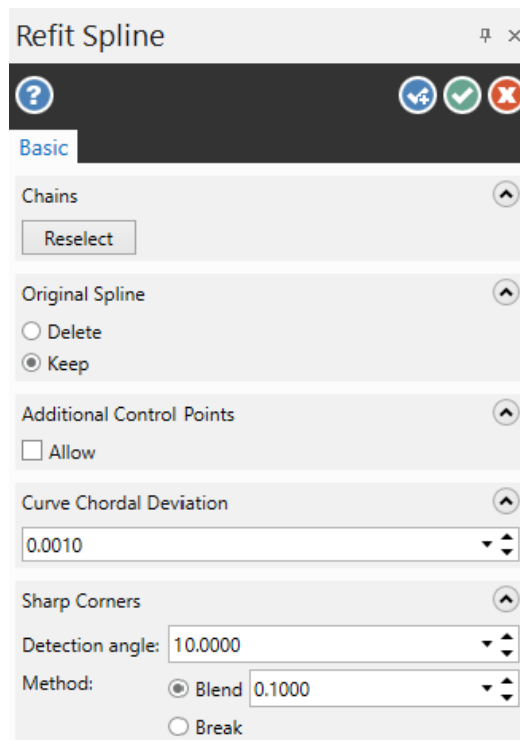 Refit Spline
Basic
Chains
Reselect
Original Spline
Delete
Keep
Additional Control Points
Allow
Curve Chordal Deviation
0.0010
Sharp Corners
Detection angle: 10.0000
Method: Blend 0.1000
Break